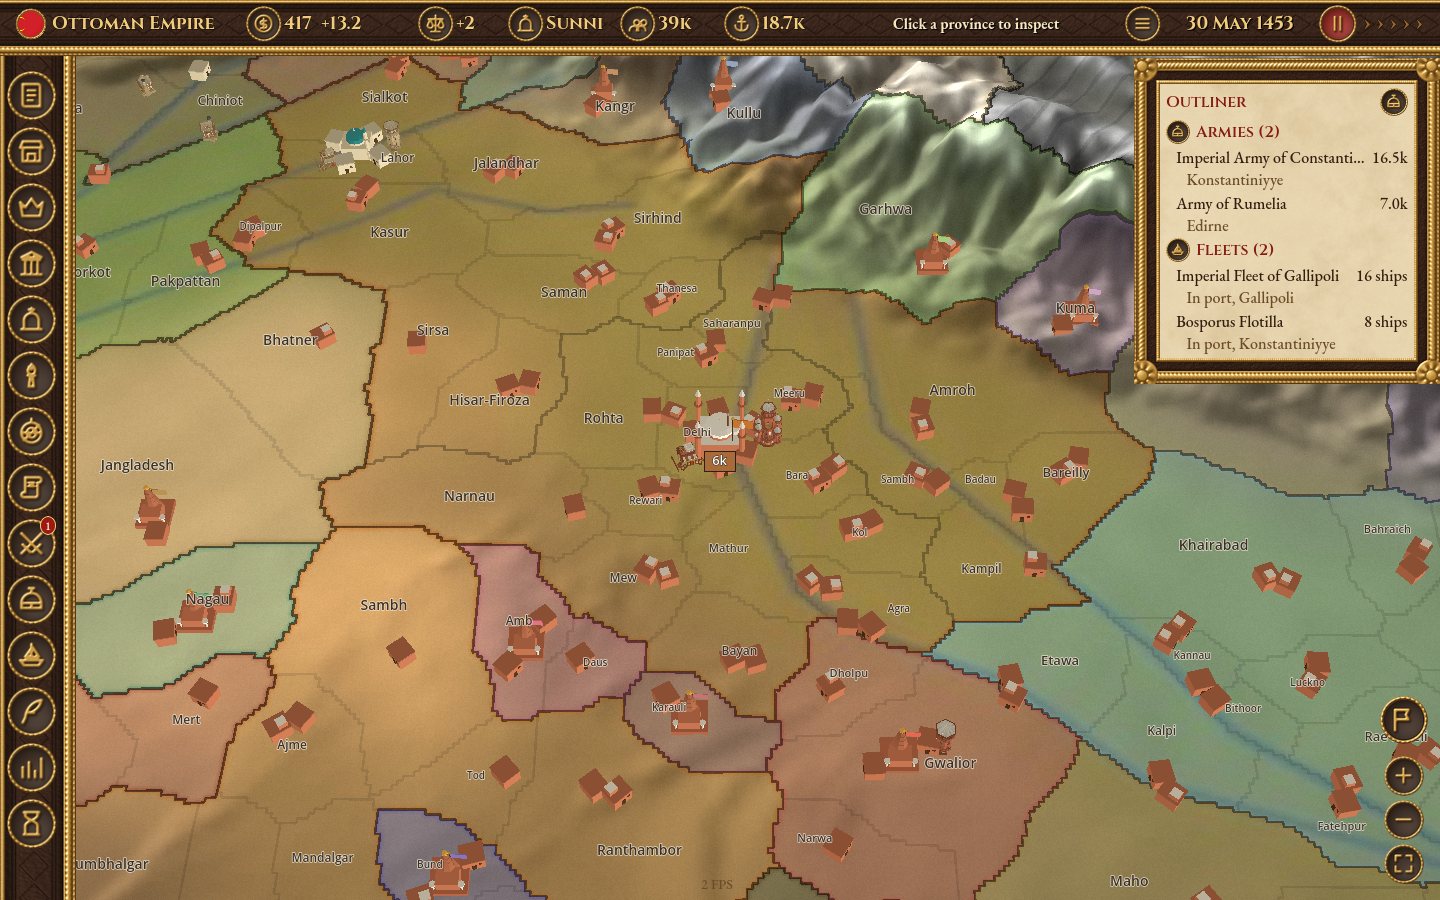 OTTOMAN EMPIRE 417 +13.2 +2 SUNNI 39K 18.7K Click a province to inspect 30 MAY 1453
OUTLINER
ARMIES (2)
Imperial Army of Constanti... 16.5k
Konstantiniyye
Army of Rumelia 7.0k
Edirne
FLEETS (2)
Imperial Fleet of Gallipoli 16 ships
In port, Gallipoli
Bosporus Flotilla 8 ships
In port, Konstantiniyye
1
Chiniot
Sialkot
Kangr
Kullu
Lahor
Jalandhar
Garhwa
Dipalpur
Kasur
Sirhind
orkot
Pakpattan
Saman
Thanesa
Kuma
Bhatner
Sirsa
Saharanpu
Panipat
Hisar-Firoza
Meeru
Amroh
Rohta
Delhi
6k
Jangladesh
Narnau
Rewari
Bara
Sambh
Badau
Bareilly
Koi
Khairabad
Bahraich
Mathur
Mew
Kampil
Nagau
Sambh
Amb
Agra
Daus
Bayan
Etawa
Kannau
Dholpu
Luckno
Mert
Ajme
Karauli
Bithoor
Kalpi
Gwalior
Tod
Narwa
Fatehpur
umbhalgar
Mandalgar
Bund
Ranthambor
Maho
2 FPS